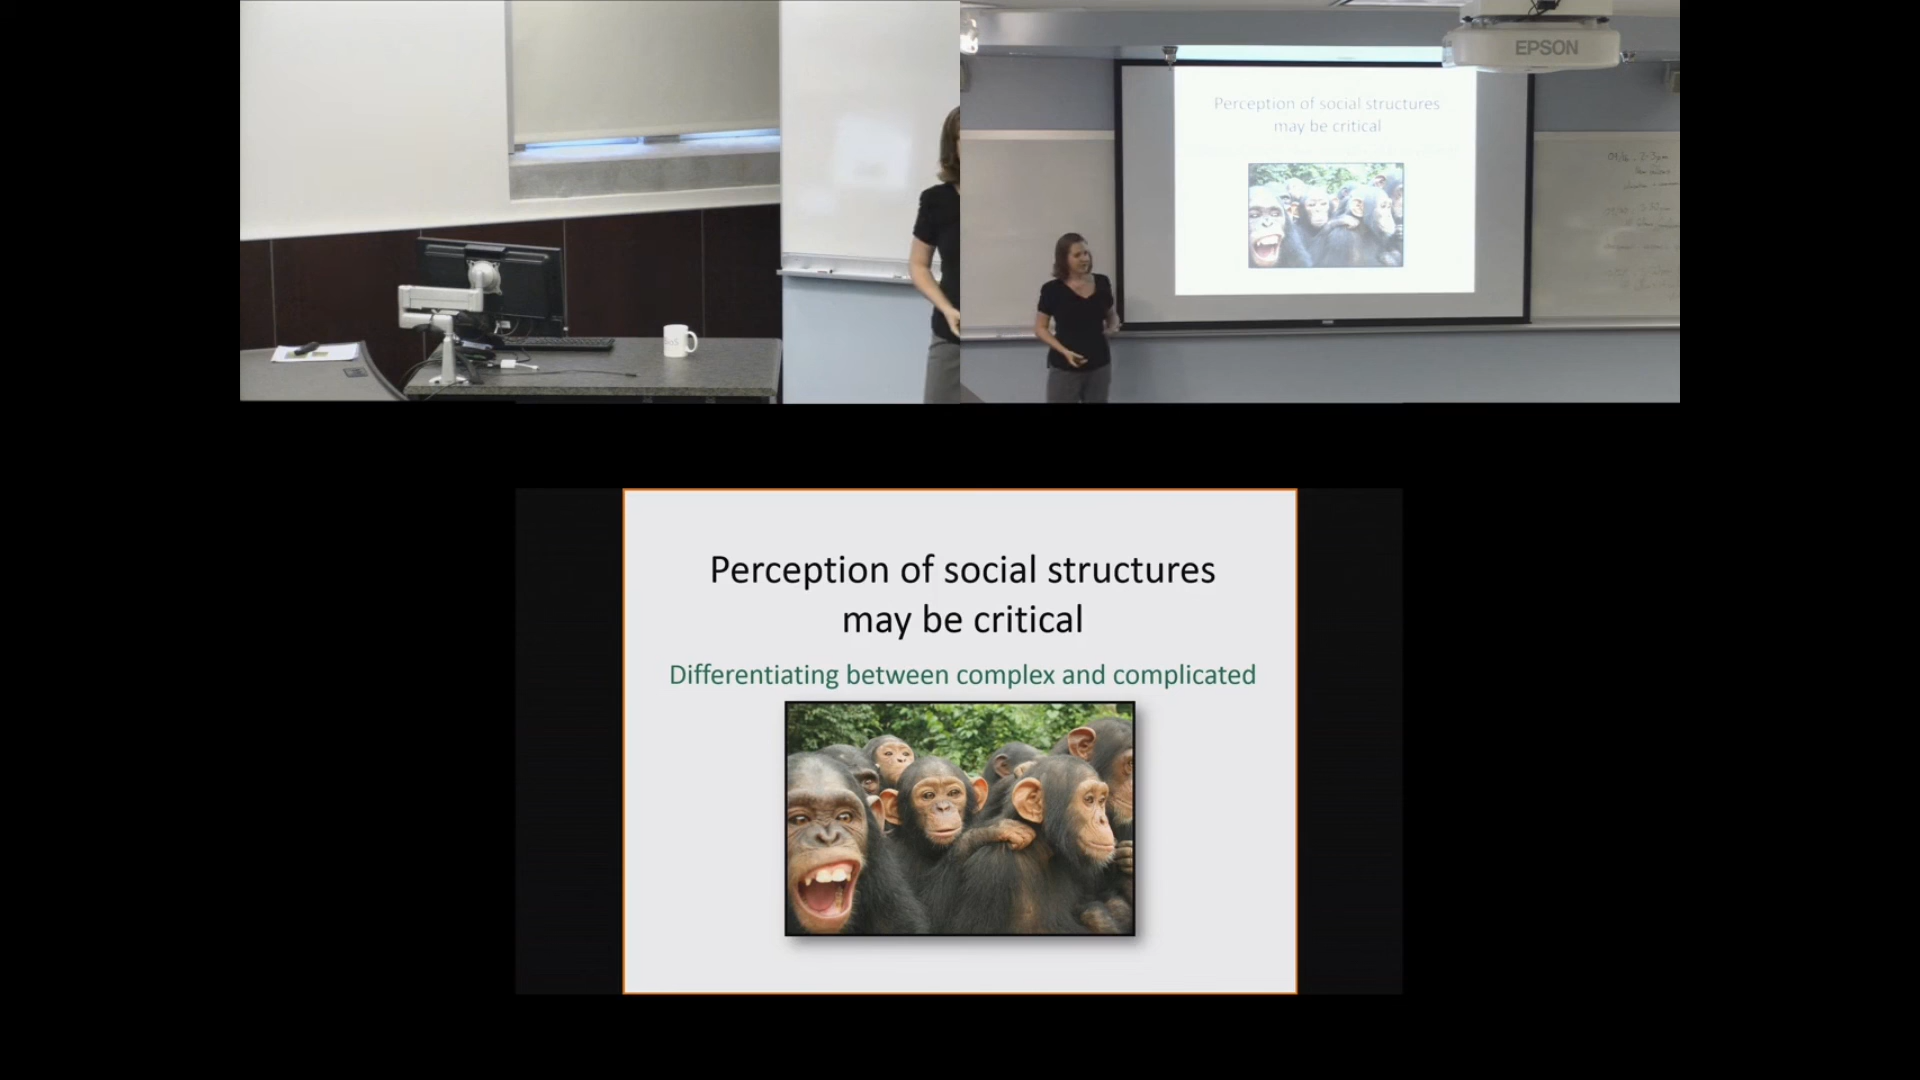 EPSON
Perception of social structures
may be critical
Perception of social structures
may be critical
Differentiating between complex and complicated